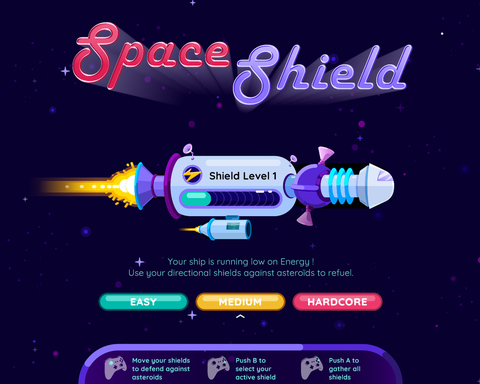 Space Shield
Shield Level 1
Your ship is running low on Energy !
Use your directional shields against asteroids to refuel.
EASY MEDIUM HARDCORE
Move your shields
to defend against
asteroids
Push B to
select your
active shield
Push A to
gather all
shields